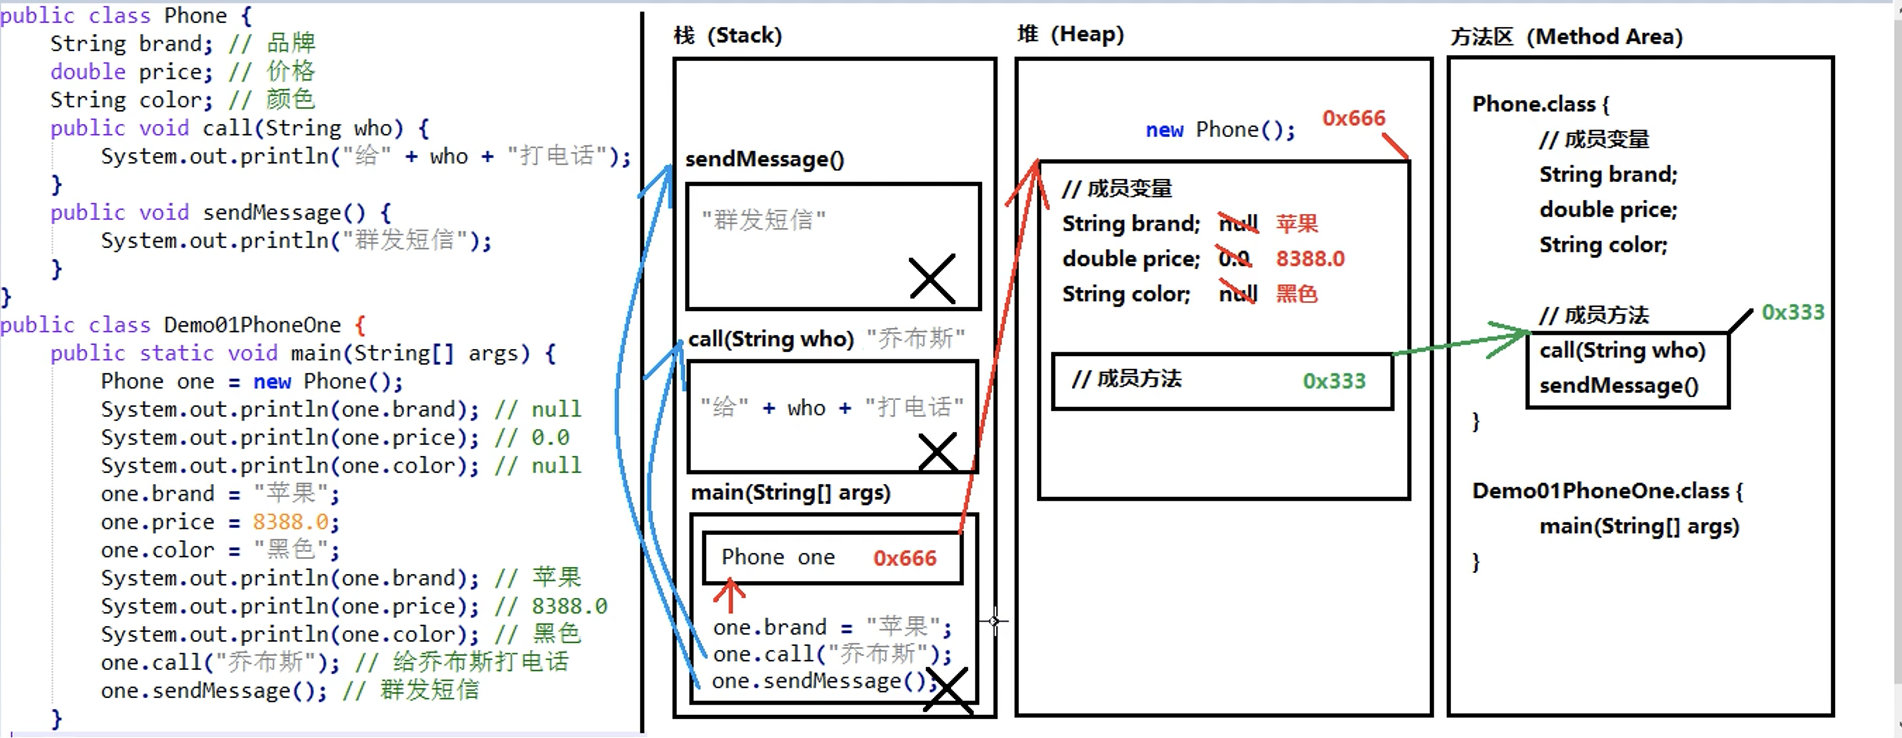 public class Phone {
String brand; // 品牌
double price; // 价格
String color; // 颜色
public void call(String who) {
System.out.println("给" + who + "打电话");
}
public void sendMessage() {
System.out.println("群发短信");
}
}
public class Demo01PhoneOne {
public static void main(String[] args) {
Phone one = new Phone();
System.out.println(one.brand); // null
System.out.println(one.price); // 0.0
System.out.println(one.color); // null
one.brand = "苹果";
one.price = 8388.0;
one.color = "黑色";
System.out.println(one.brand); // 苹果
System.out.println(one.price); // 8388.0
System.out.println(one.color); // 黑色
one.call("乔布斯"); // 给乔布斯打电话
one.sendMessage(); // 群发短信
}
栈（Stack）
sendMessage()
"群发短信"
call(String who) "乔布斯"
"给" + who + "打电话"
main(String[] args)
Phone one 0x666
one.brand = "苹果";
one.call("乔布斯");
one.sendMessage();
堆（Heap）
new Phone(); 0x666
// 成员变量
String brand; null 苹果
double price; 0.0 8388.0
String color; null 黑色
// 成员方法 0x333
方法区（Method Area）
Phone.class {
// 成员变量
String brand;
double price;
String color;
// 成员方法 0x333
call(String who)
sendMessage()
}
Demo01PhoneOne.class {
main(String[] args)
}